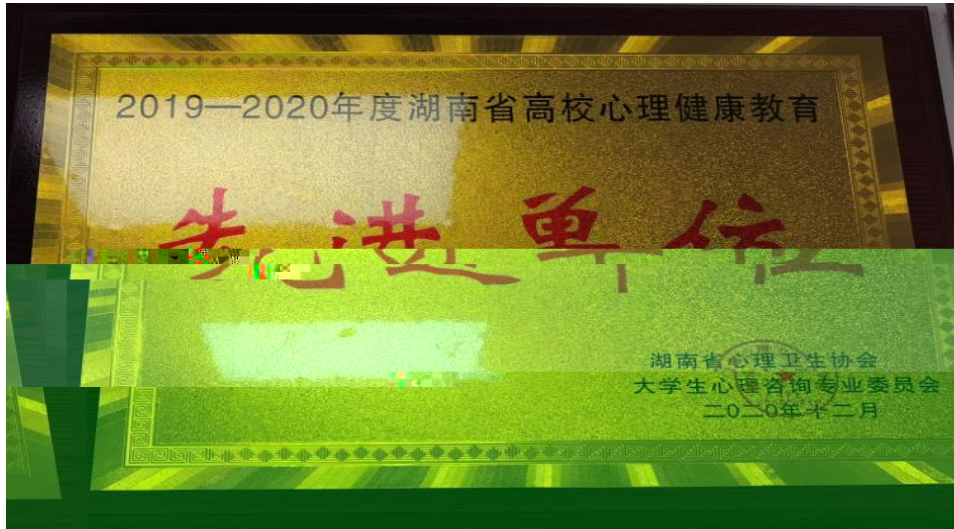 2019—2020年度湖南省高校心理健康教育
先进单位
湖南省心理卫生协会
大学生心理咨询专业委员会
二〇二〇年十二月